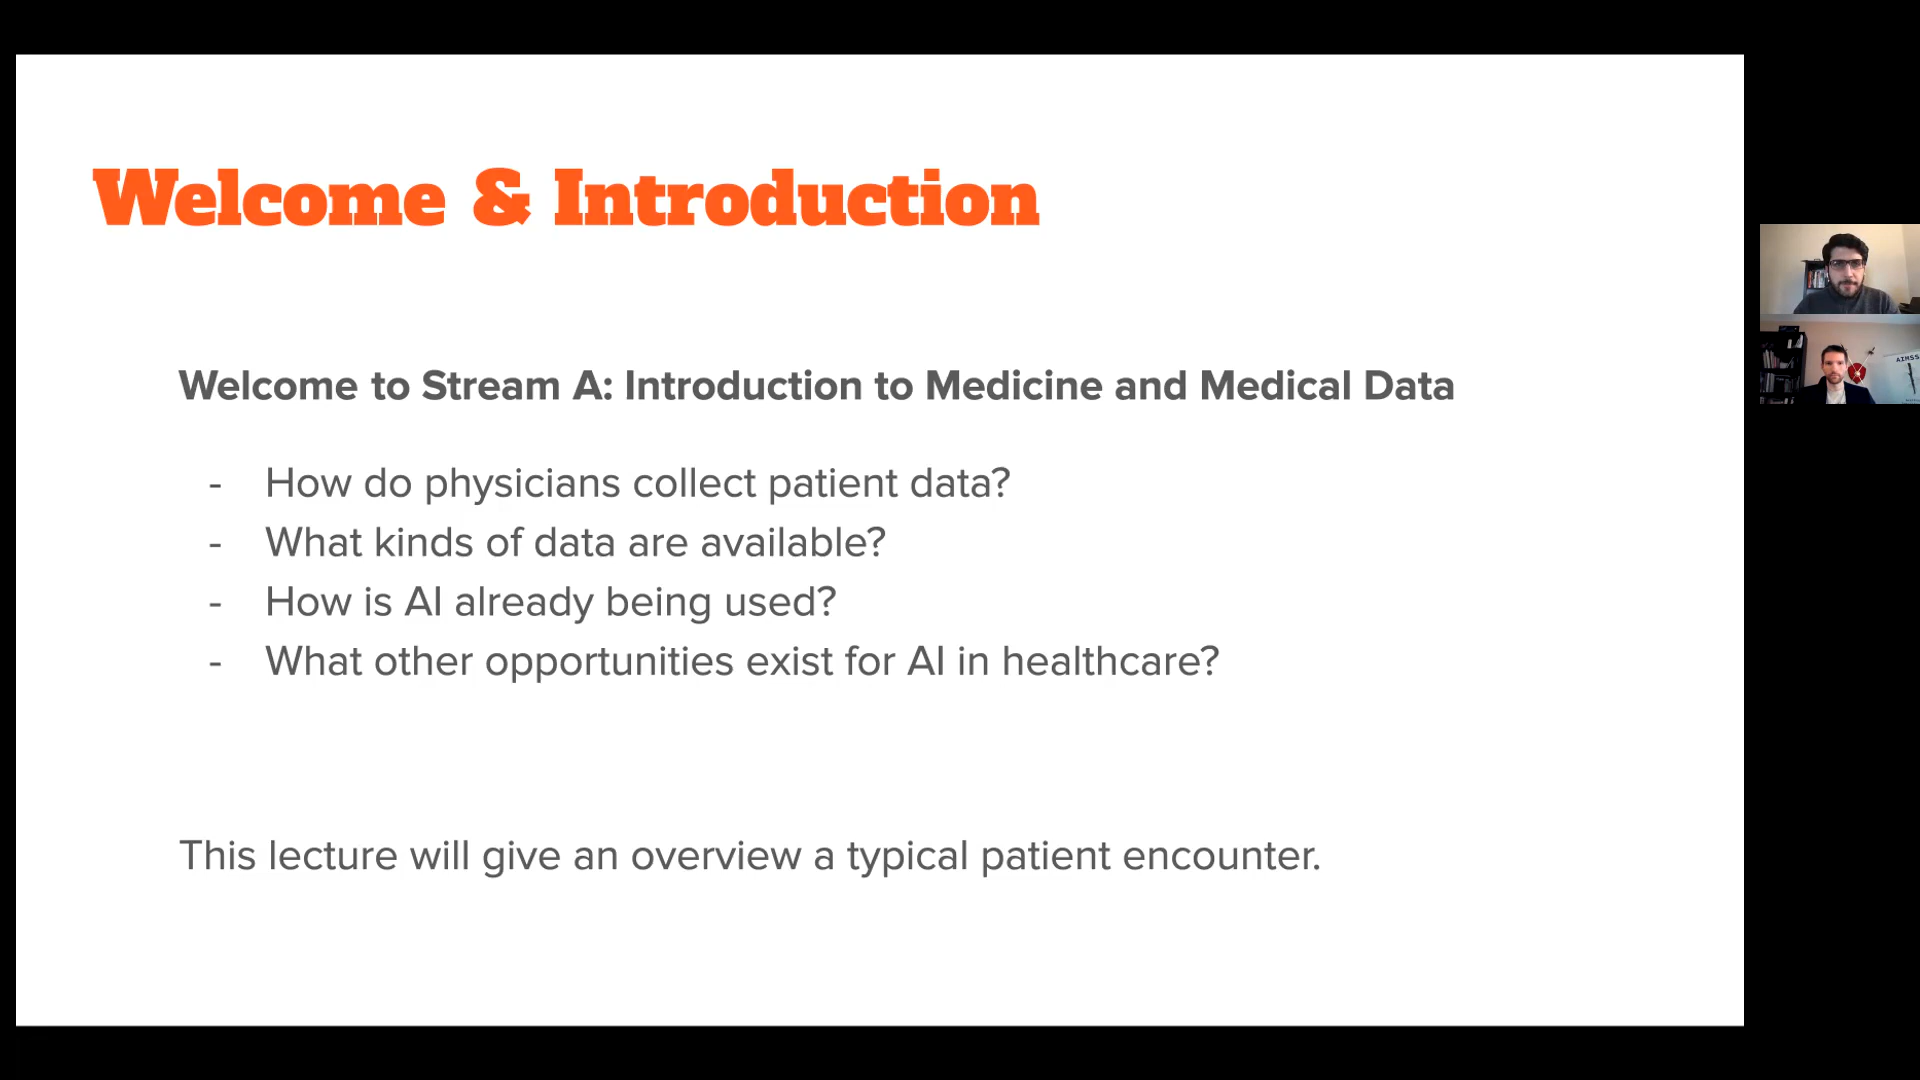 Welcome & Introduction
Welcome to Stream A: Introduction to Medicine and Medical Data
- How do physicians collect patient data?
- What kinds of data are available?
- How is AI already being used?
- What other opportunities exist for AI in healthcare?
This lecture will give an overview a typical patient encounter.
AIMSS